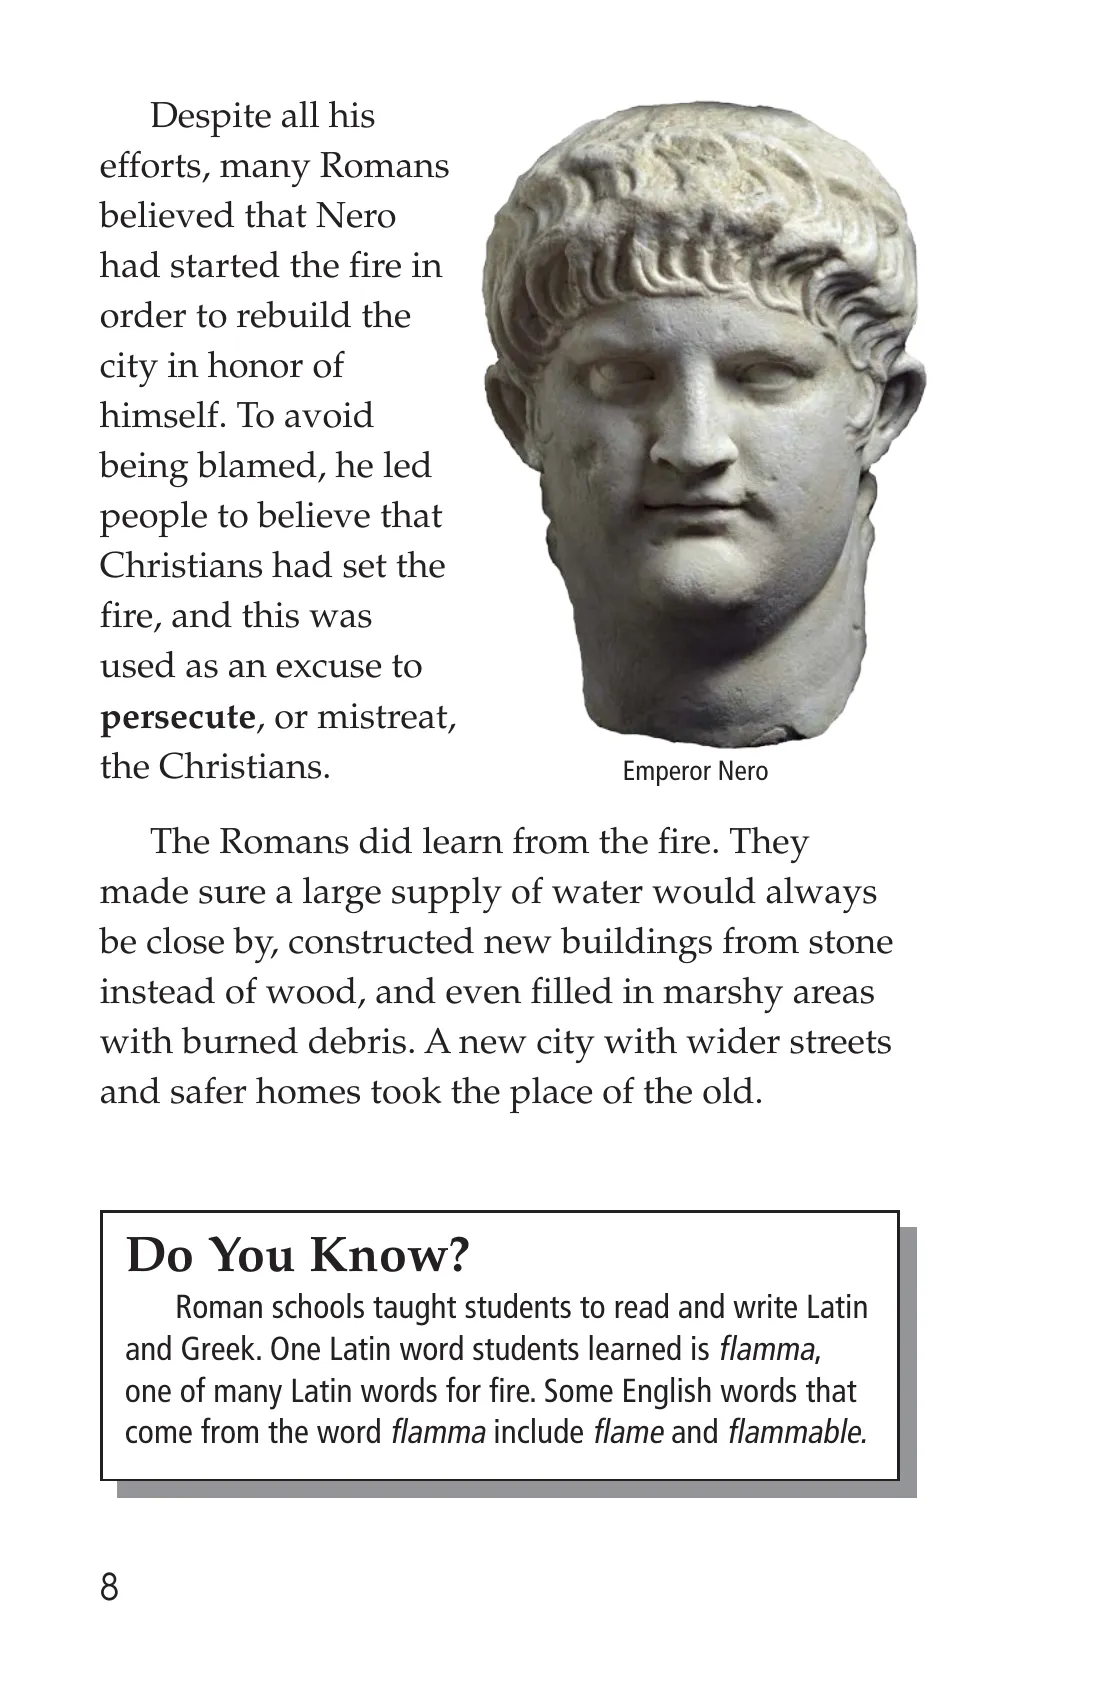 Despite all his
efforts, many Romans
believed that Nero
had started the fire in
order to rebuild the
city in honor of
himself. To avoid
being blamed, he led
people to believe that
Christians had set the
fire, and this was
used as an excuse to
persecute, or mistreat,
the Christians.
Emperor Nero
The Romans did learn from the fire. They
made sure a large supply of water would always
be close by, constructed new buildings from stone
instead of wood, and even filled in marshy areas
with burned debris. A new city with wider streets
and safer homes took the place of the old.
Do You Know?
Roman schools taught students to read and write Latin
and Greek. One Latin word students learned is flamma,
one of many Latin words for fire. Some English words that
come from the word flamma include flame and flammable.
8